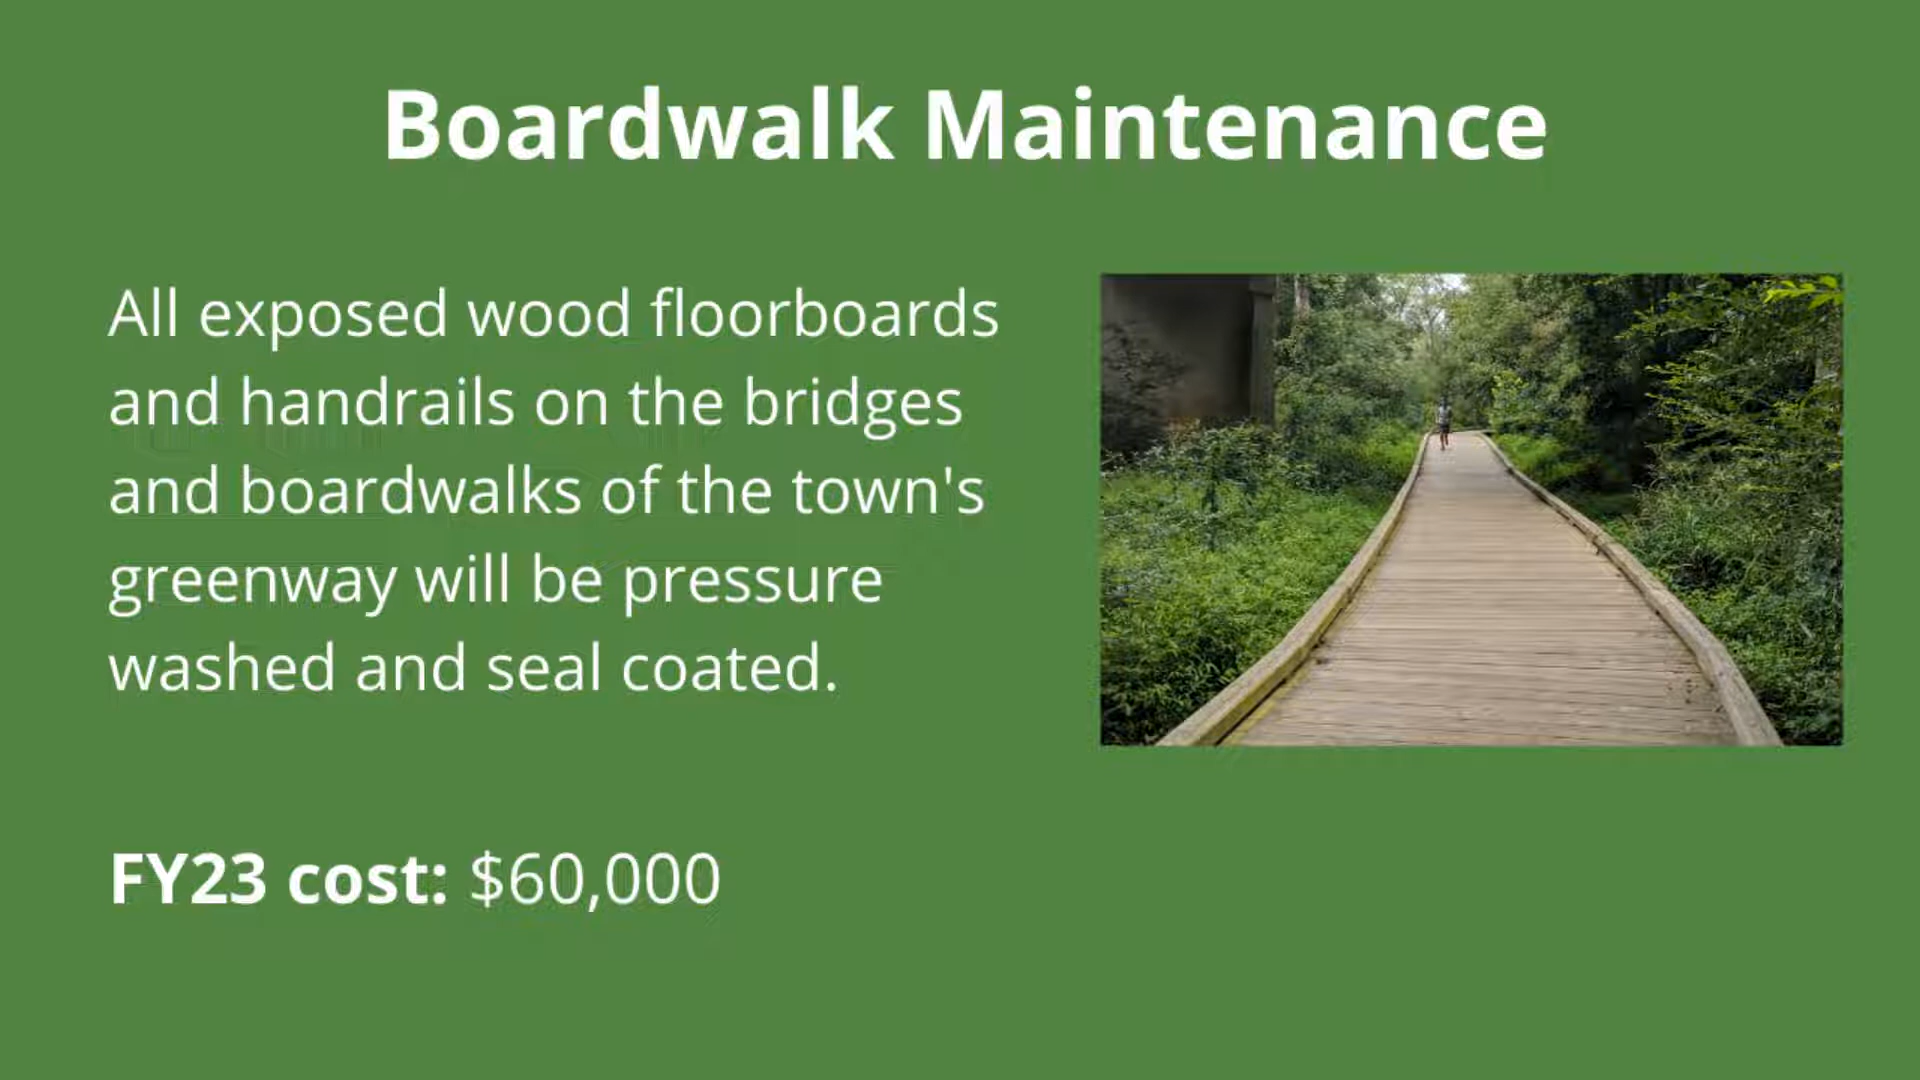 Boardwalk Maintenance
All exposed wood floorboards
and handrails on the bridges
and boardwalks of the town's
greenway will be pressure
washed and seal coated.
FY23 cost: $60,000